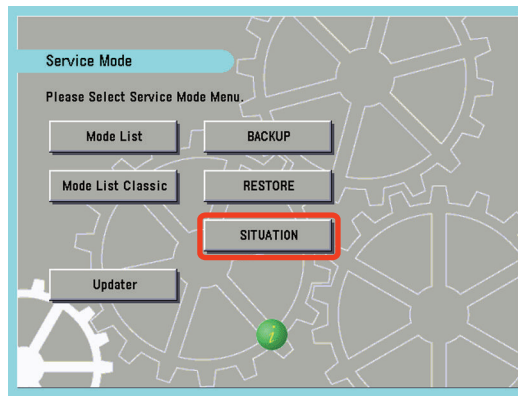 Service Mode
Please Select Service Mode Menu.
Mode List
BACKUP
Mode List Classic
RESTORE
SITUATION
Updater
i